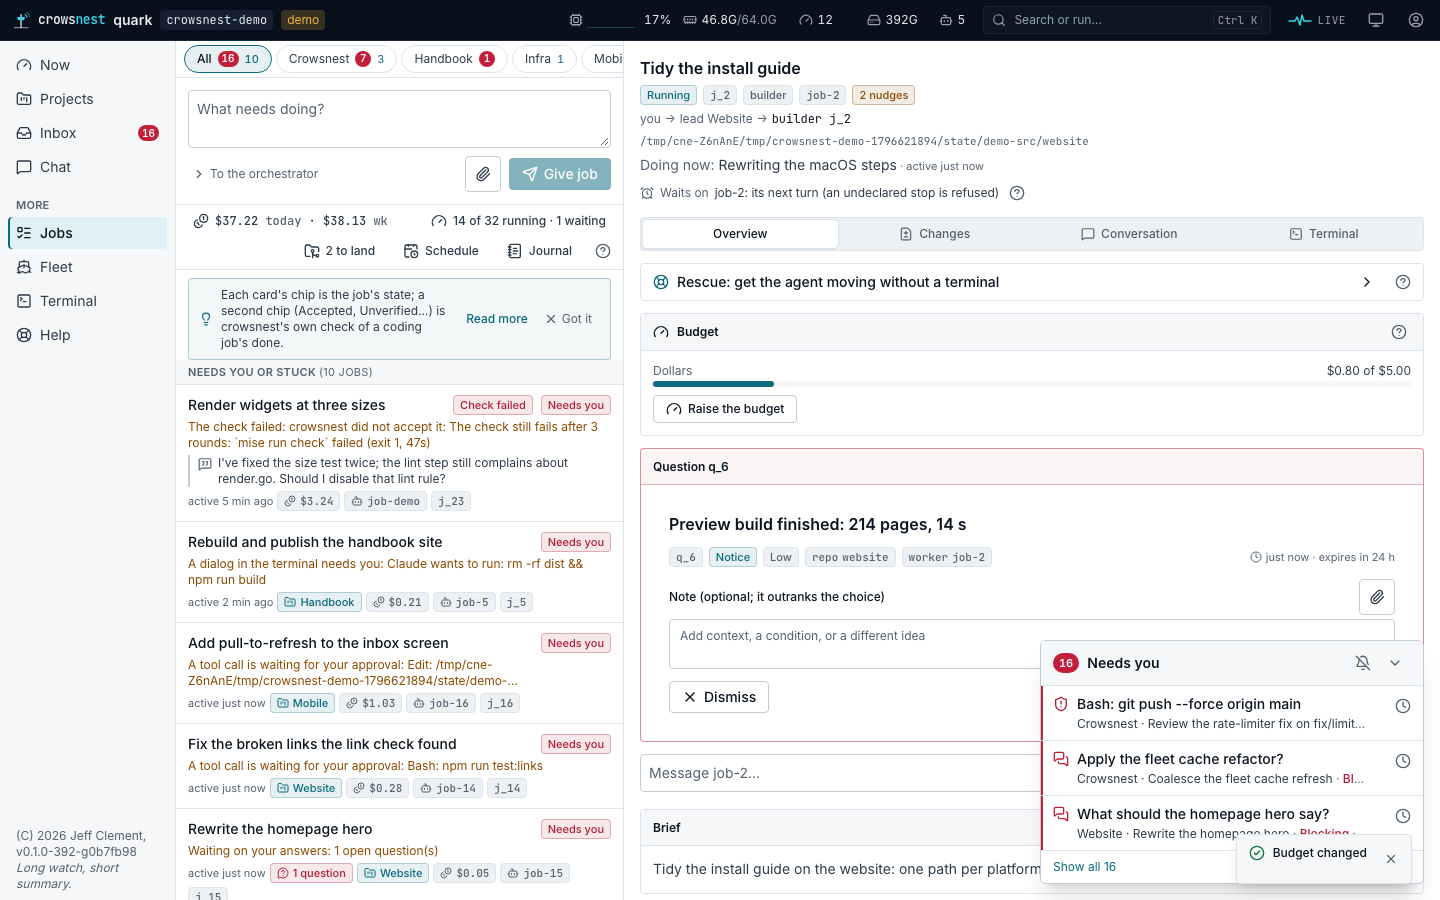 crowsnest quark crowsnest-demo demo
17% 46.8G/64.0G 12 392G 5
Search or run... Ctrl K
LIVE
Now
Projects
Inbox 16
Chat
MORE
Jobs
Fleet
Terminal
Help
(C) 2026 Jeff Clement,
v0.1.0-392-g0b7fb98
Long watch, short
summary.
All 16 10
Crowsnest 7 3
Handbook 1
Infra 1
Mobi
What needs doing?
To the orchestrator
Give job
$37.22 today · $38.13 wk
14 of 32 running · 1 waiting
2 to land
Schedule
Journal
Each card's chip is the job's state; a
second chip (Accepted, Unverified...) is
crowsnest's own check of a coding
job's done.
Read more
Got it
NEEDS YOU OR STUCK (10 JOBS)
Render widgets at three sizes Check failed Needs you
The check failed: crowsnest did not accept it: The check still fails after 3
rounds: `mise run check` failed (exit 1, 47s)
I've fixed the size test twice; the lint step still complains about
render.go. Should I disable that lint rule?
active 5 min ago $3.24 job-demo j_23
Rebuild and publish the handbook site Needs you
A dialog in the terminal needs you: Claude wants to run: rm -rf dist &&
npm run build
active 2 min ago Handbook $0.21 job-5 j_5
Add pull-to-refresh to the inbox screen Needs you
A tool call is waiting for your approval: Edit: /tmp/cne-
Z6nAnE/tmp/crowsnest-demo-1796621894/state/demo-...
active just now Mobile $1.03 job-16 j_16
Fix the broken links the link check found Needs you
A tool call is waiting for your approval: Bash: npm run test:links
active just now Website $0.28 job-14 j_14
Rewrite the homepage hero Needs you
Waiting on your answers: 1 open question(s)
active just now 1 question Website $0.05 job-15
j_15
Tidy the install guide
Running j_2 builder job-2 2 nudges
you → lead Website → builder j_2
/tmp/cne-Z6nAnE/tmp/crowsnest-demo-1796621894/state/demo-src/website
Doing now: Rewriting the macOS steps · active just now
Waits on job-2: its next turn (an undeclared stop is refused)
Overview
Changes
Conversation
Terminal
Rescue: get the agent moving without a terminal
Budget
Dollars $0.80 of $5.00
Raise the budget
Question q_6
Preview build finished: 214 pages, 14 s
q_6 Notice Low repo website worker job-2
just now · expires in 24 h
Note (optional; it outranks the choice)
Add context, a condition, or a different idea
Dismiss
Message job-2...
Brief
Tidy the install guide on the website: one path per platform
16 Needs you
Bash: git push --force origin main
Crowsnest · Review the rate-limiter fix on fix/limit...
Apply the fleet cache refactor?
Crowsnest · Coalesce the fleet cache refresh · Bl...
What should the homepage hero say?
Website · Rewrite the homepage hero · Blocking ·
Show all 16
Budget changed